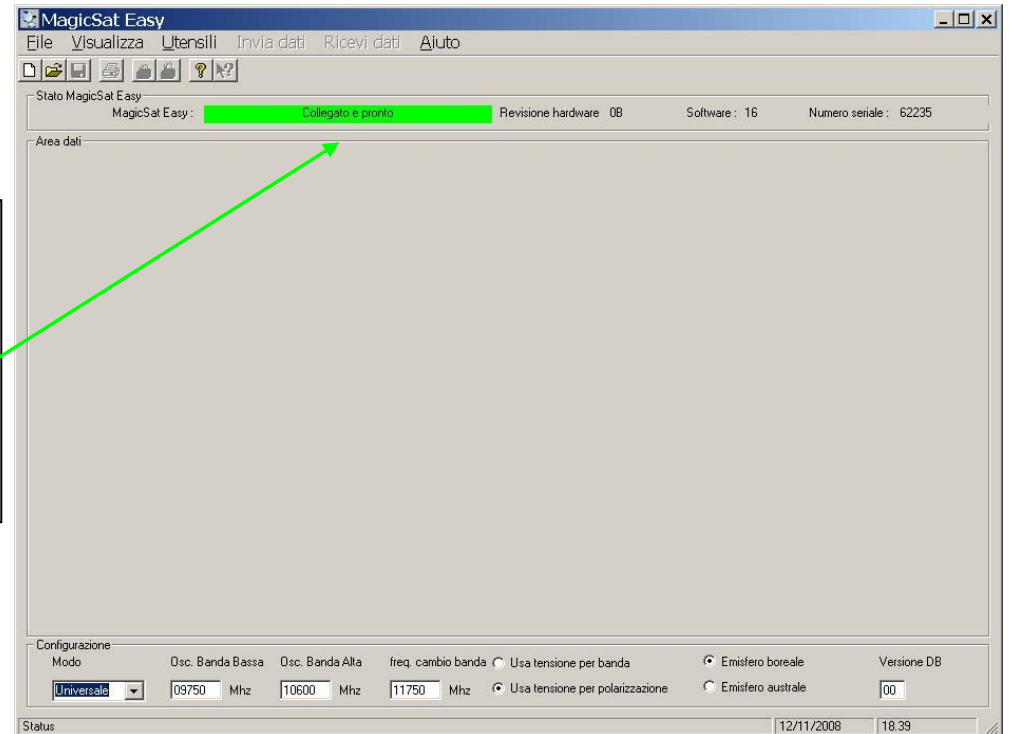 MagicSat Easy
File Visualizza Utensili Invia dati Ricevi dati Aiuto
Stato MagicSat Easy
MagicSat Easy : Collegato e pronto Revisione hardware 0B Software : 16 Numero seriale : 62235
Area dati
Configurazione
Modo Osc. Banda Bassa Osc. Banda Alta freq. cambio banda Usa tensione per banda Emisfero boreale Versione DB
Universale 09750 Mhz 10600 Mhz 11750 Mhz Usa tensione per polarizzazione Emisfero australe 00
Status 12/11/2008 18.39